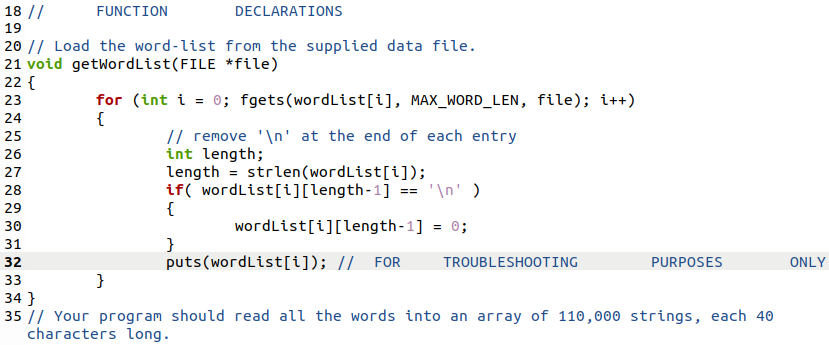 18 // FUNCTION DECLARATIONS
19
20 // Load the word-list from the supplied data file.
21 void getWordList(FILE *file)
22 {
23 for (int i = 0; fgets(wordList[i], MAX_WORD_LEN, file); i++)
24 {
25 // remove '\n' at the end of each entry
26 int length;
27 length = strlen(wordList[i]);
28 if( wordList[i][length-1] == '\n' )
29 {
30 wordList[i][length-1] = 0;
31 }
32 puts(wordList[i]); // FOR TROUBLESHOOTING PURPOSES ONLY
33 }
34 }
35 // Your program should read all the words into an array of 110,000 strings, each 40
characters long.